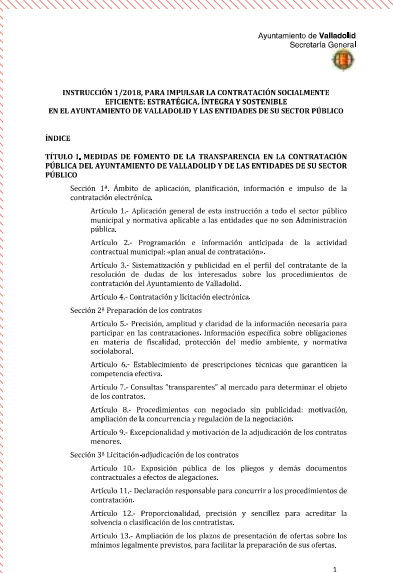 Ayuntamiento de Valladolid
Secretaría General
INSTRUCCIÓN 1/2018, PARA IMPULSAR LA CONTRATACIÓN SOCIALMENTE
EFICIENTE: ESTRATÉGICA, ÍNTEGRA Y SOSTENIBLE
EN EL AYUNTAMIENTO DE VALLADOLID Y LAS ENTIDADES DE SU SECTOR PÚBLICO
ÍNDICE
TÍTULO I. MEDIDAS DE FOMENTO DE LA TRANSPARENCIA EN LA CONTRATACIÓN
PÚBLICA DEL AYUNTAMIENTO DE VALLADOLID Y DE LAS ENTIDADES DE SU SECTOR
PÚBLICO
Sección 1ª. Ámbito de aplicación, planificación, información e impulso de la
contratación electrónica.
Artículo 1.- Aplicación general de esta instrucción a todo el sector público
municipal y normativa aplicable a las entidades que no son Administración
pública.
Artículo 2.- Programación e información anticipada de la actividad
contractual municipal: «plan anual de contratación».
Artículo 3.- Sistematización y publicidad en el perfil del contratante de la
resolución de dudas de los interesados sobre los procedimientos de
contratación del Ayuntamiento de Valladolid.
Artículo 4.- Contratación y licitación electrónica.
Sección 2ª Preparación de los contratos
Artículo 5.- Precisión, amplitud y claridad de la información necesaria para
participar en las contrataciones. Información específica sobre obligaciones
en materia de fiscalidad, protección del medio ambiente, y normativa
sociolaboral.
Artículo 6.- Establecimiento de prescripciones técnicas que garanticen la
competencia efectiva.
Artículo 7.- Consultas "transparentes" al mercado para determinar el objeto
de los contratos.
Artículo 8.- Procedimientos con negociado sin publicidad: motivación,
ampliación de la concurrencia y regulación de la negociación.
Artículo 9.- Excepcionalidad y motivación de la adjudicación de los contratos
menores.
Sección 3ª Licitación-adjudicación de los contratos
Artículo 10.- Exposición pública de los pliegos y demás documentos
contractuales a efectos de alegaciones.
Artículo 11.- Declaración responsable para concurrir a los procedimientos de
contratación.
Artículo 12.- Proporcionalidad, precisión y sencillez para acreditar la
solvencia o clasificación de los contratistas.
Artículo 13.- Ampliación de los plazos de presentación de ofertas sobre los
mínimos legalmente previstos, para facilitar la preparación de sus ofertas.
1